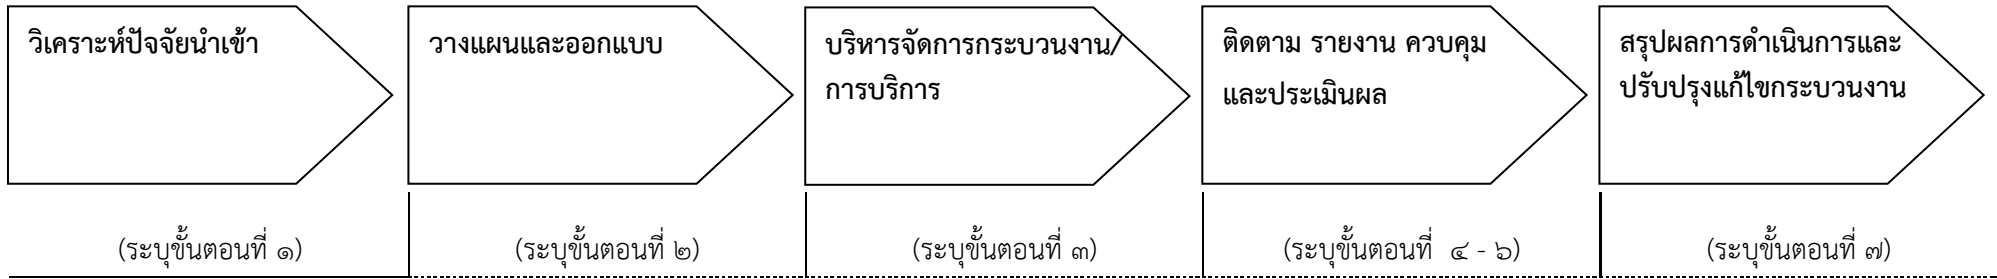 วิเคราะห์ปัจจัยนำเข้า
วางแผนและออกแบบ
บริหารจัดการกระบวนงาน/
การบริการ
ติดตาม รายงาน ควบคุม
และประเมินผล
สรุปผลการดำเนินการและ
ปรับปรุงแก้ไขกระบวนงาน
(ระบุขั้นตอนที่ ๑)
(ระบุขั้นตอนที่ ๒)
(ระบุขั้นตอนที่ ๓)
(ระบุขั้นตอนที่ ๔ - ๖)
(ระบุขั้นตอนที่ ๗)